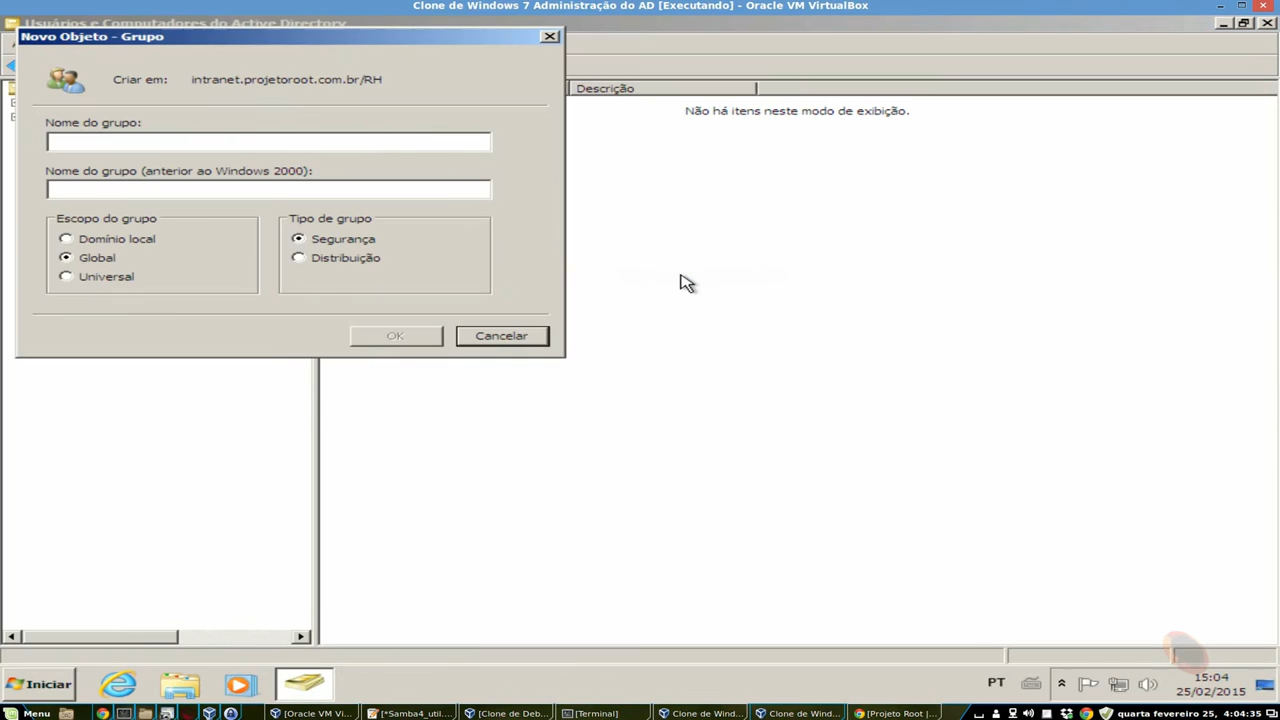 Clone de Windows 7 Administração do AD [Executando] - Oracle VM VirtualBox
Usuários e Computadores do Active Directory
Novo Objeto - Grupo
Criar em: intranet.projetoroot.com.br/RH
Descrição
Não há itens neste modo de exibição.
Nome do grupo:
Nome do grupo (anterior ao Windows 2000):
Escopo do grupo
Tipo de grupo
Domínio local
Segurança
Global
Distribuição
Universal
OK
Cancelar
Iniciar
PT
15:04
25/02/2015
Menu
[Oracle VM Vi...
[*Samba4_util....
[Clone de Deb...
[Terminal]
Clone de Wind...
Clone de Wind...
[Projeto Root |...
quarta fevereiro 25, 4:04:35